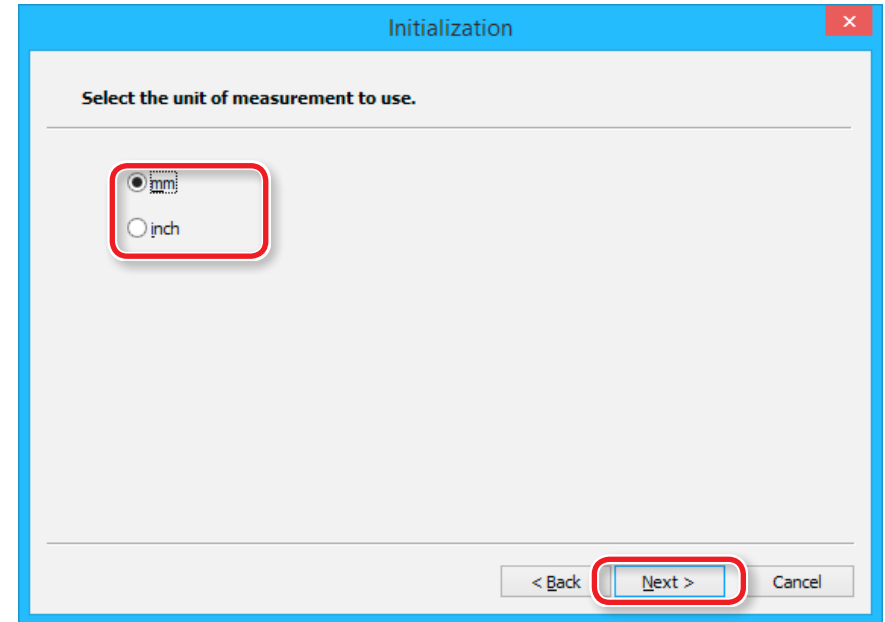 Initialization
Select the unit of measurement to use.
mm
inch
< Back Next > Cancel